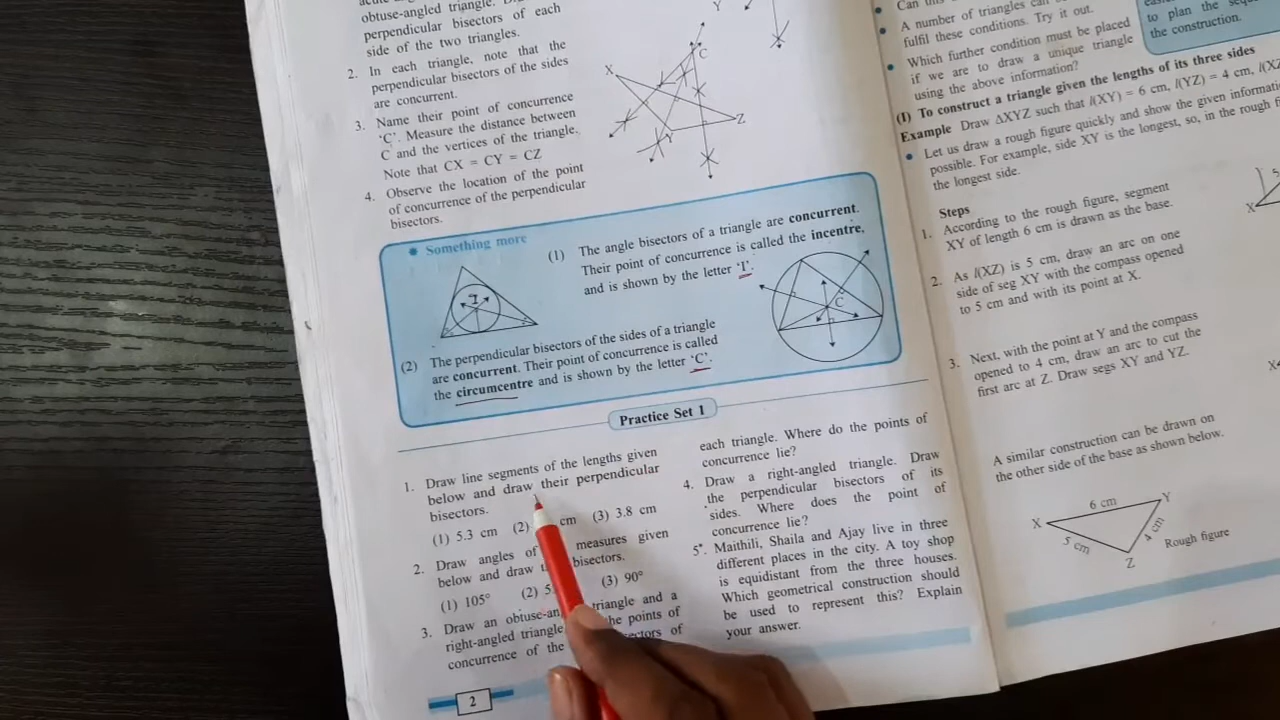 obtuse-angled triangle.
perpendicular bisectors of each
side of the two triangles.
2. In each triangle, note that the
perpendicular bisectors of the sides
are concurrent.
3. Name their point of concurrence
'C'. Measure the distance between
C and the vertices of the triangle.
Note that CX = CY = CZ
4. Observe the location of the point
of concurrence of the perpendicular
bisectors.
Y
X
C
Z
Y
Something more
(1) The angle bisectors of a triangle are concurrent.
Their point of concurrence is called the incentre,
and is shown by the letter 'I'.
I
C
(2) The perpendicular bisectors of the sides of a triangle
are concurrent. Their point of concurrence is called
the circumcentre and is shown by the letter 'C'.
Practice Set 1
1. Draw line segments of the lengths given
below and draw their perpendicular
bisectors.
(1) 5.3 cm (2) cm (3) 3.8 cm
2. Draw angles of measures given
below and draw bisectors.
(1) 105° (2) (3) 90°
3. Draw an triangle and a
right-angled triangle. the points of
concurrence of the of
2
each triangle. Where do the points of
concurrence lie?
4. Draw a right-angled triangle. Draw
the perpendicular bisectors of its
sides. Where does the point of
concurrence lie?
5*. Maithili, Shaila and Ajay live in three
different places in the city. A toy shop
is equidistant from the three houses.
Which geometrical construction should
be used to represent this? Explain
your answer.
Can
A number of triangles can
fulfil these conditions. Try it out.
Which further condition must be placed
if we are to draw a unique triangle
using the above information?
to plan the
the construction.
(I) To construct a triangle given the lengths of its three sides
Example Draw ΔXYZ such that l(XY) = 6 cm, l(YZ) = 4 cm,
Let us draw a rough figure quickly and show the given
possible. For example, side XY is the longest, so, in the rough
the longest side.
Steps
1. According to the rough figure, segment
XY of length 6 cm is drawn as the base.
2. As l(XZ) is 5 cm, draw an arc on one
side of seg XY with the compass opened
to 5 cm and with its point at X.
3. Next, with the point at Y and the compass
opened to 4 cm, draw an arc to cut the
first arc at Z. Draw segs XY and YZ.
X
5
X
A similar construction can be drawn on
the other side of the base as shown below.
X
6 cm
Y
5 cm
4 cm
Z
Rough figure